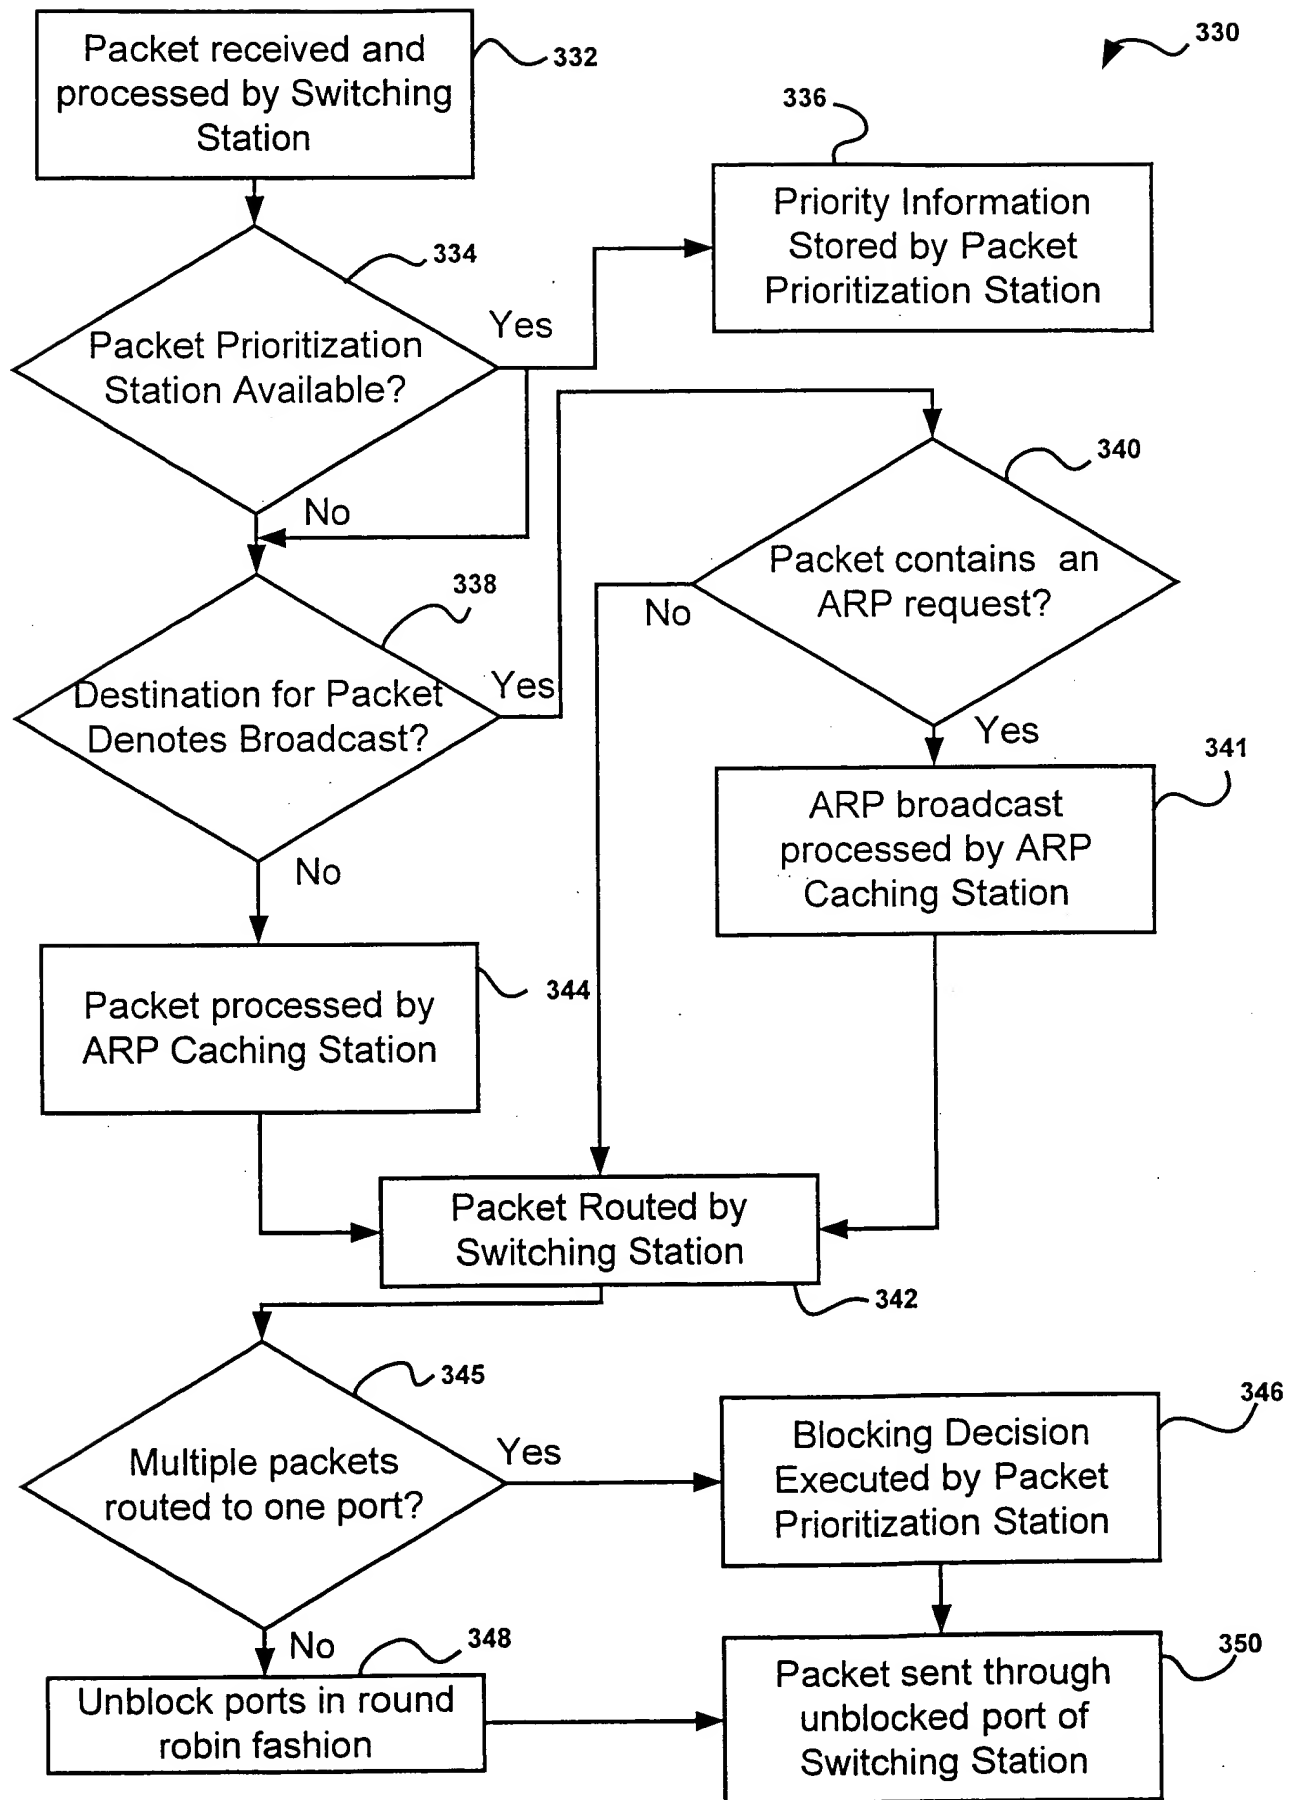 Packet received and
processed by Switching
Station
332
330
336
Priority Information
Stored by Packet
Prioritization Station
334
Packet Prioritization
Station Available?
Yes
No
340
Packet contains an
ARP request?
No
Yes
338
Destination for Packet
Denotes Broadcast?
Yes
No
341
ARP broadcast
processed by ARP
Caching Station
344
Packet processed by
ARP Caching Station
Packet Routed by
Switching Station
342
345
Multiple packets
routed to one port?
Yes
No
346
Blocking Decision
Executed by Packet
Prioritization Station
348
Unblock ports in round
robin fashion
350
Packet sent through
unblocked port of
Switching Station